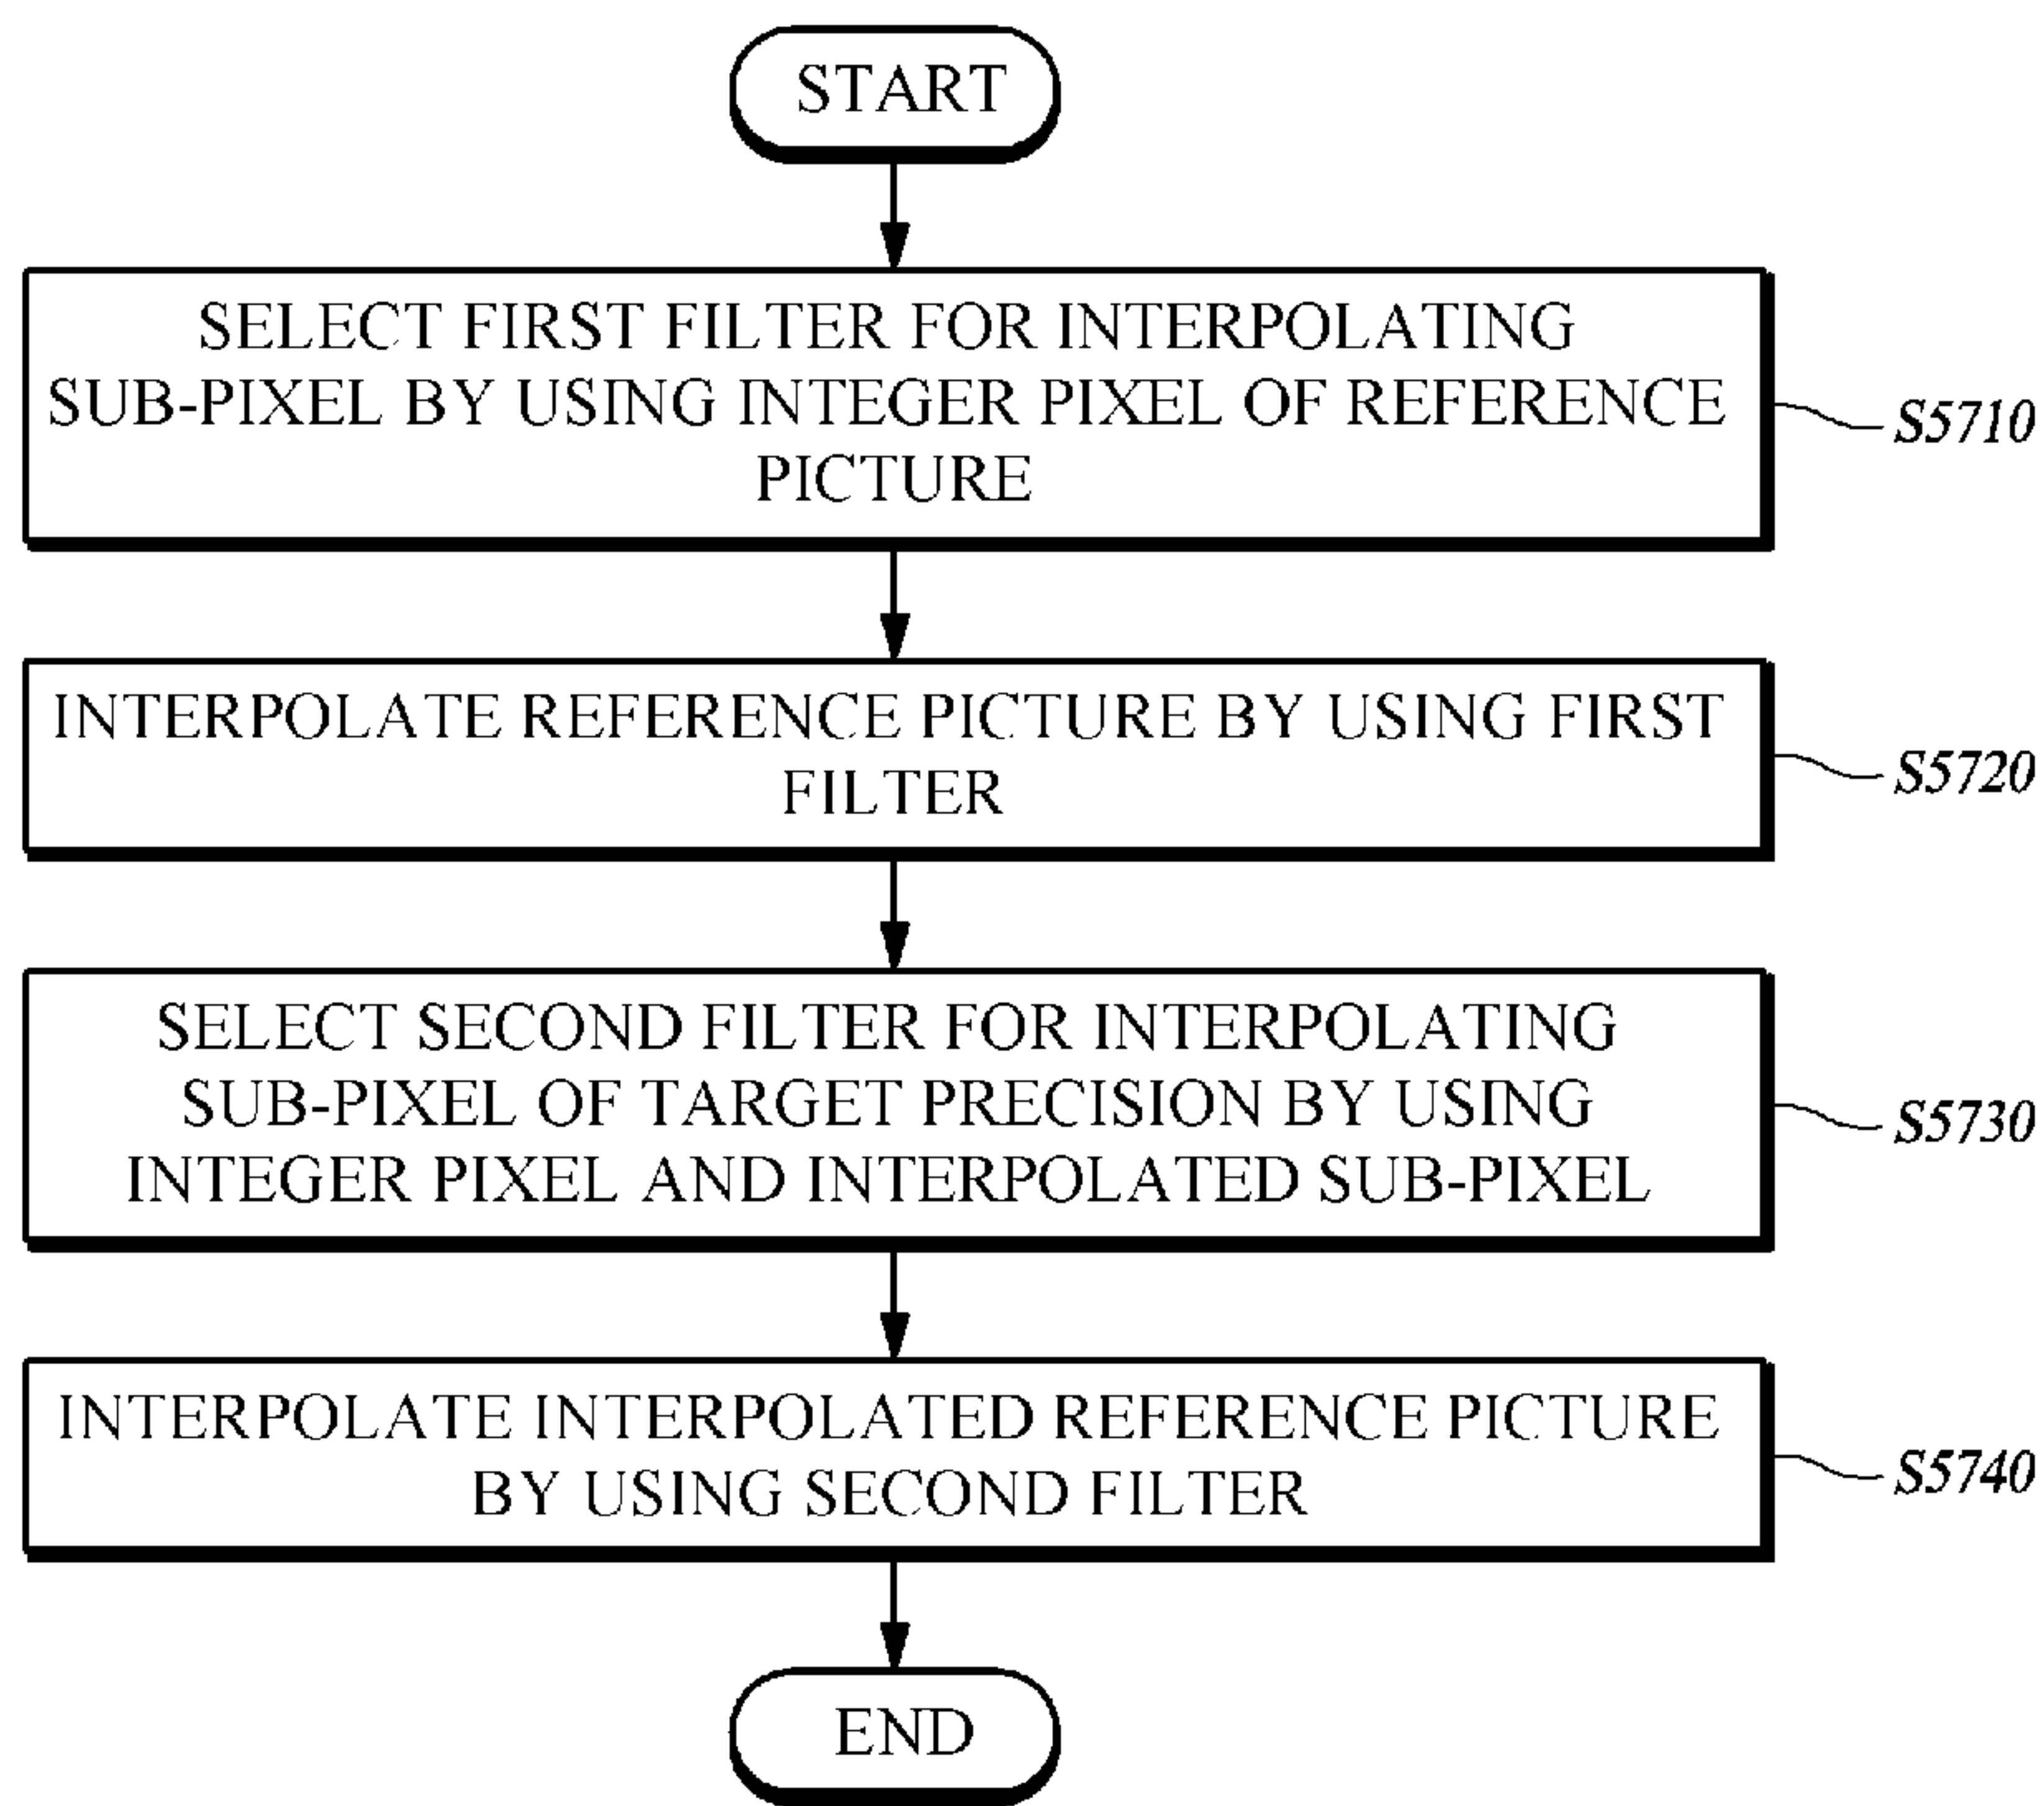 START
SELECT FIRST FILTER FOR INTERPOLATING
SUB-PIXEL BY USING INTEGER PIXEL OF REFERENCE
PICTURE
S5710
INTERPOLATE REFERENCE PICTURE BY USING FIRST
FILTER
S5720
SELECT SECOND FILTER FOR INTERPOLATING
SUB-PIXEL OF TARGET PRECISION BY USING
INTEGER PIXEL AND INTERPOLATED SUB-PIXEL
S5730
INTERPOLATE INTERPOLATED REFERENCE PICTURE
BY USING SECOND FILTER
S5740
END